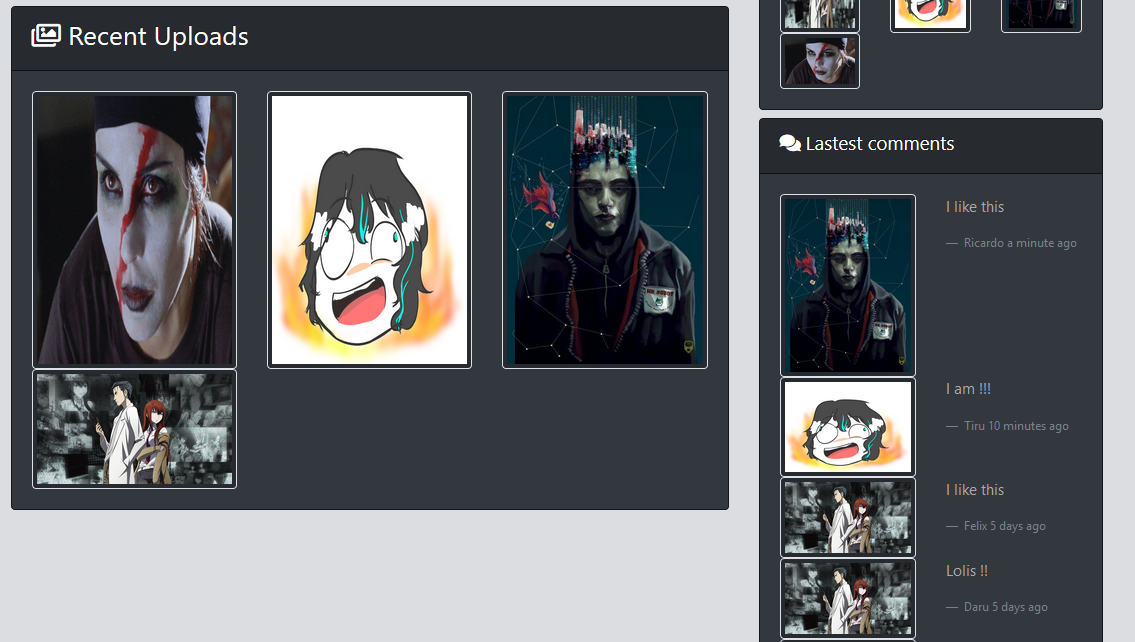 Recent Uploads
Lastest comments
I like this
— Ricardo a minute ago
I am !!!
— Tiru 10 minutes ago
I like this
— Felix 5 days ago
Lolis !!
— Daru 5 days ago